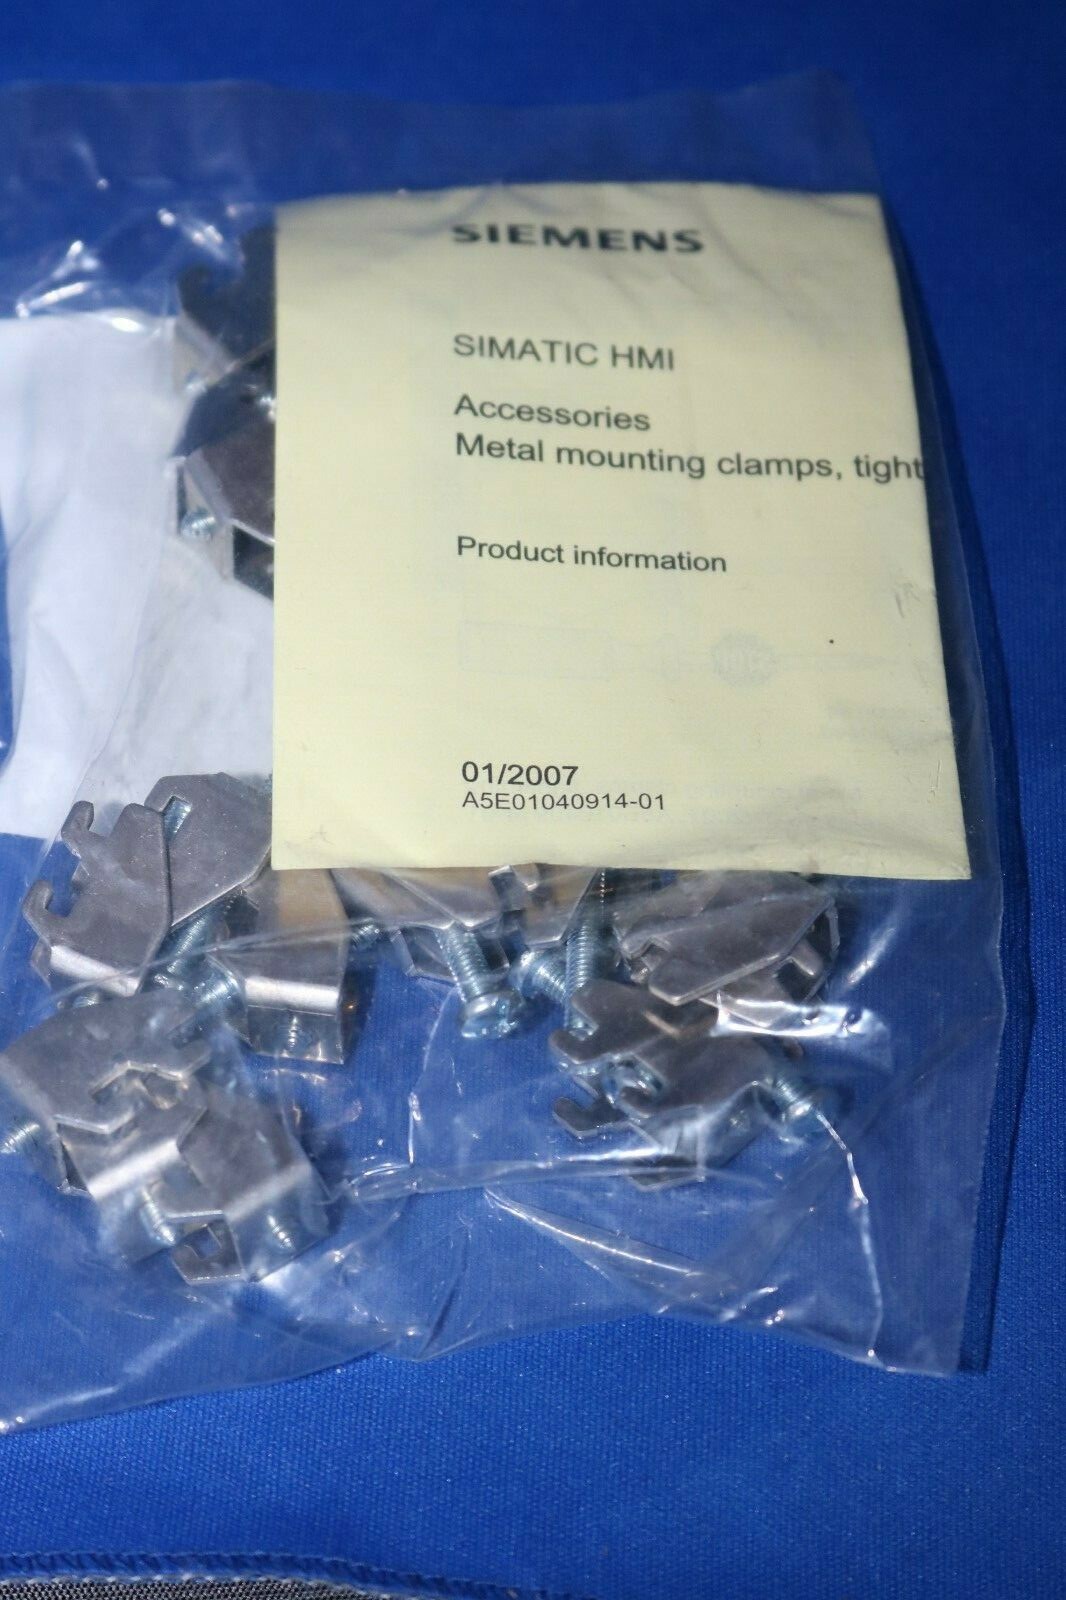 SIEMENS
SIMATIC HMI
Accessories
Metal mounting clamps, tight
Product information
01/2007
A5E01040914-01